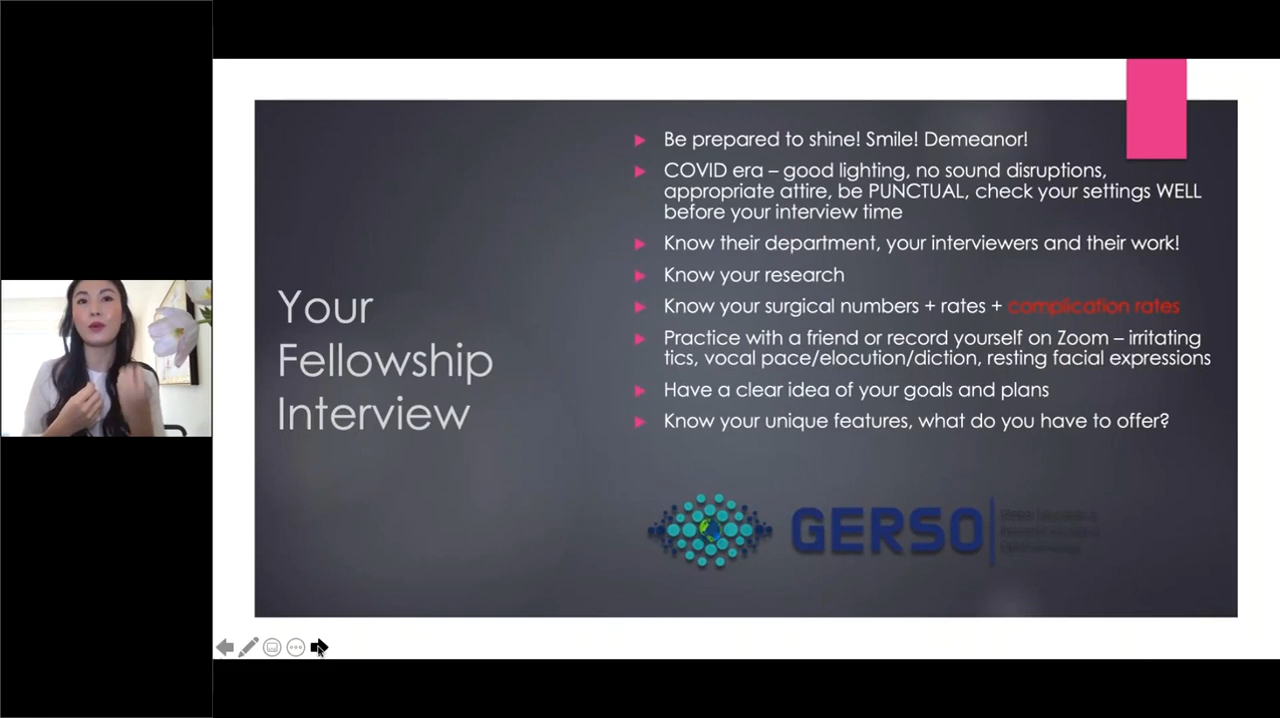 Your
Fellowship
Interview
Be prepared to shine! Smile! Demeanor!
COVID era – good lighting, no sound disruptions,
appropriate attire, be PUNCTUAL, check your settings WELL
before your interview time
Know their department, your interviewers and their work!
Know your research
Know your surgical numbers + rates + complication rates
Practice with a friend or record yourself on Zoom – irritating
tics, vocal pace/elocution/diction, resting facial expressions
Have a clear idea of your goals and plans
Know your unique features, what do you have to offer?
GERSO